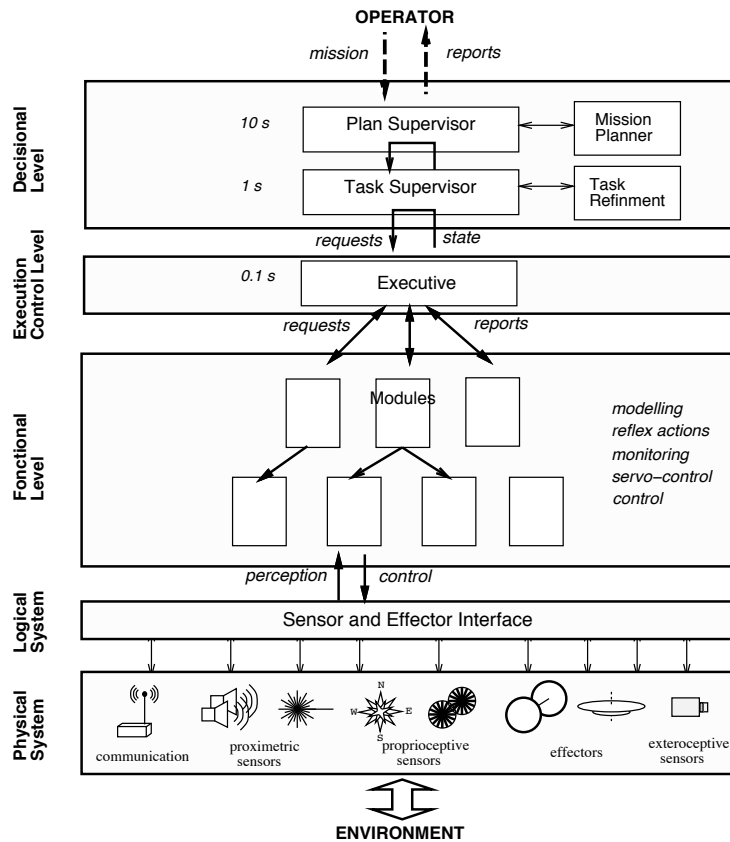 OPERATOR
mission
reports
Decisional
Level
10 s
Plan Supervisor
Mission
Planner
1 s
Task Supervisor
Task
Refinment
requests
state
Execution
Control Level
0.1 s
Executive
requests
reports
Fonctional
Level
Modules
modelling
reflex actions
monitoring
servo−control
control
perception
control
Logical
System
Sensor and Effector Interface
Physical
System
N
W
E
S
communication
proximetric
sensors
proprioceptive
sensors
effectors
exteroceptive
sensors
ENVIRONMENT